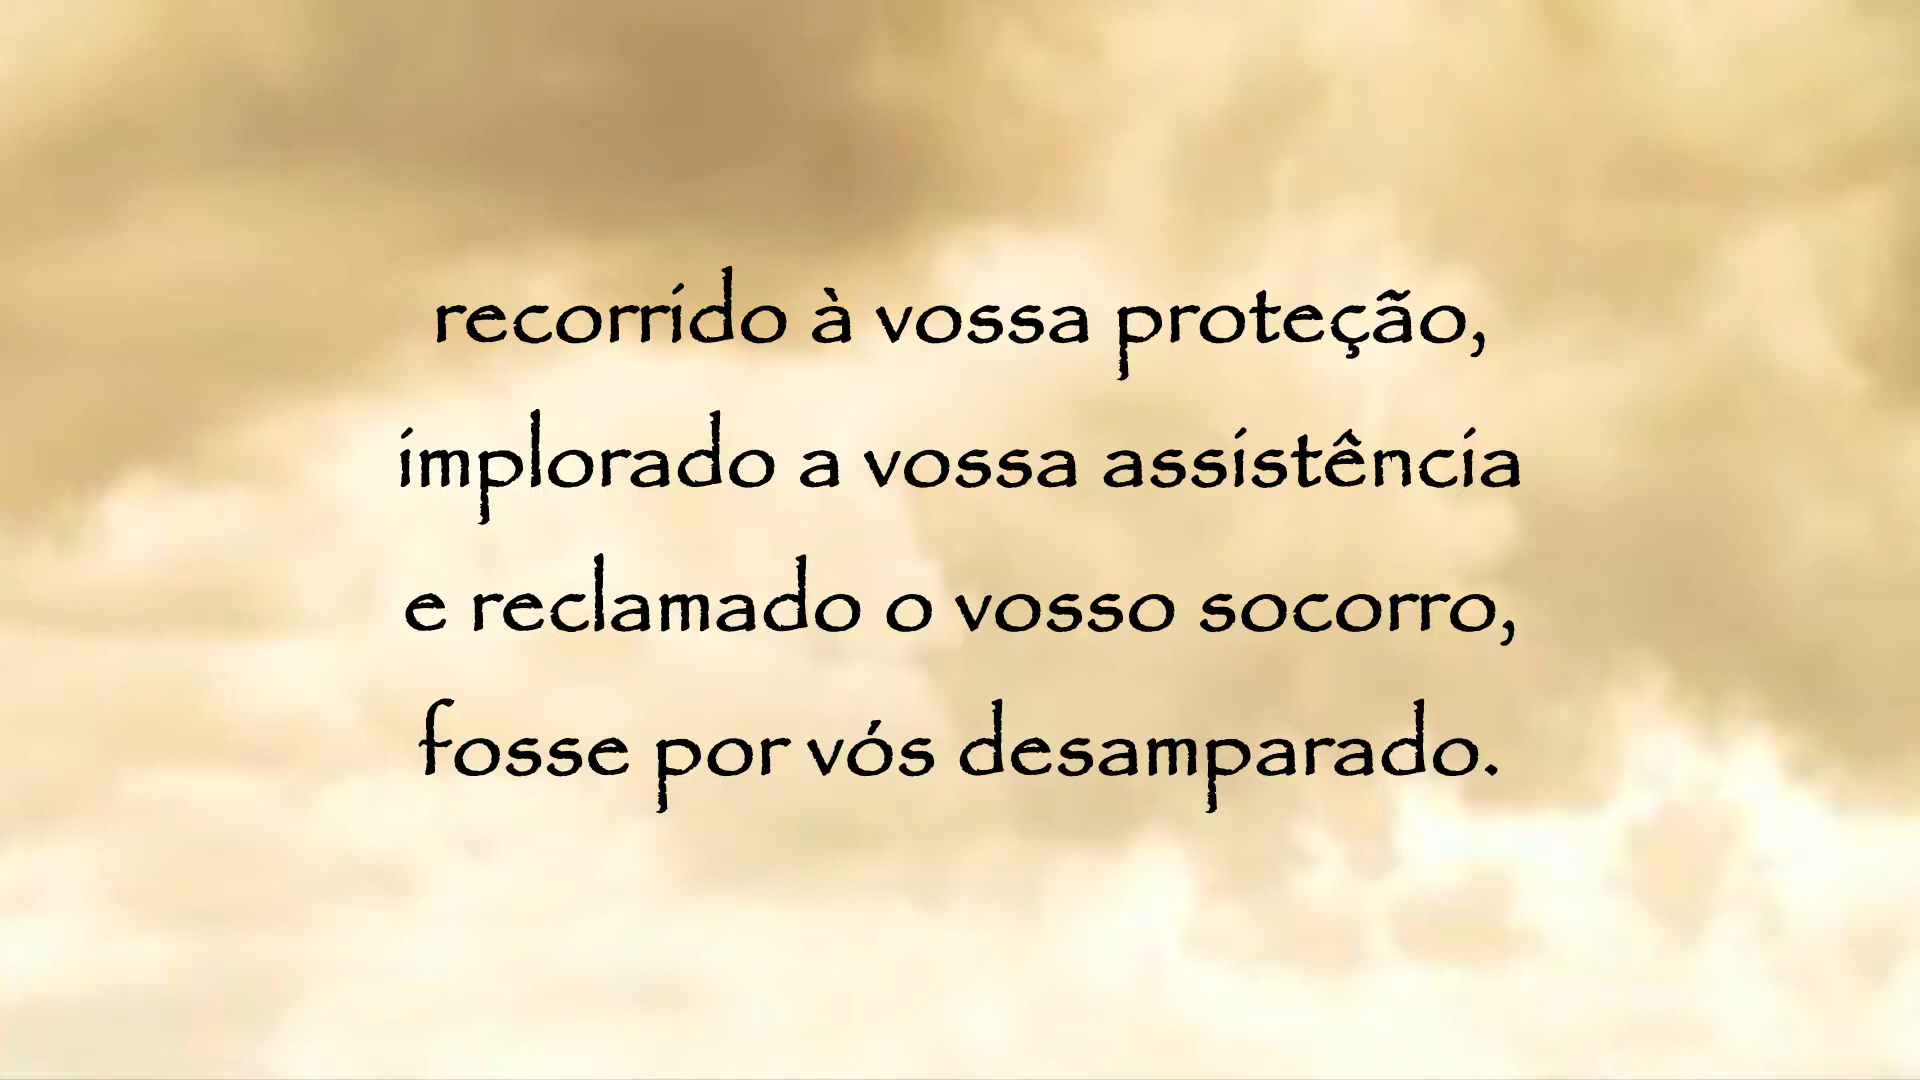 recorrido à vossa proteção,
implorado a vossa assistência
e reclamado o vosso socorro,
fosse por vós desamparado.